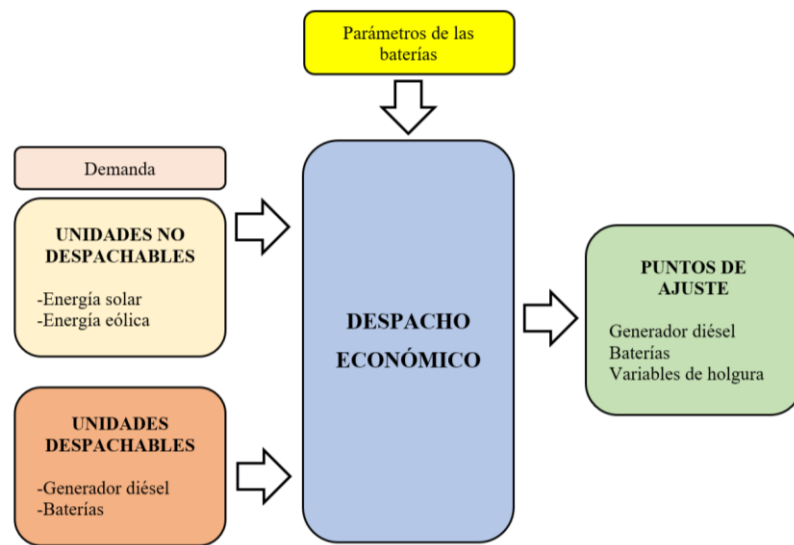 Parámetros de las
baterías
Demanda
UNIDADES NO
DESPACHABLES
-Energía solar
-Energía eólica
UNIDADES
DESPACHABLES
-Generador diésel
-Baterías
DESPACHO
ECONÓMICO
PUNTOS DE
AJUSTE
Generador diésel
Baterías
Variables de holgura